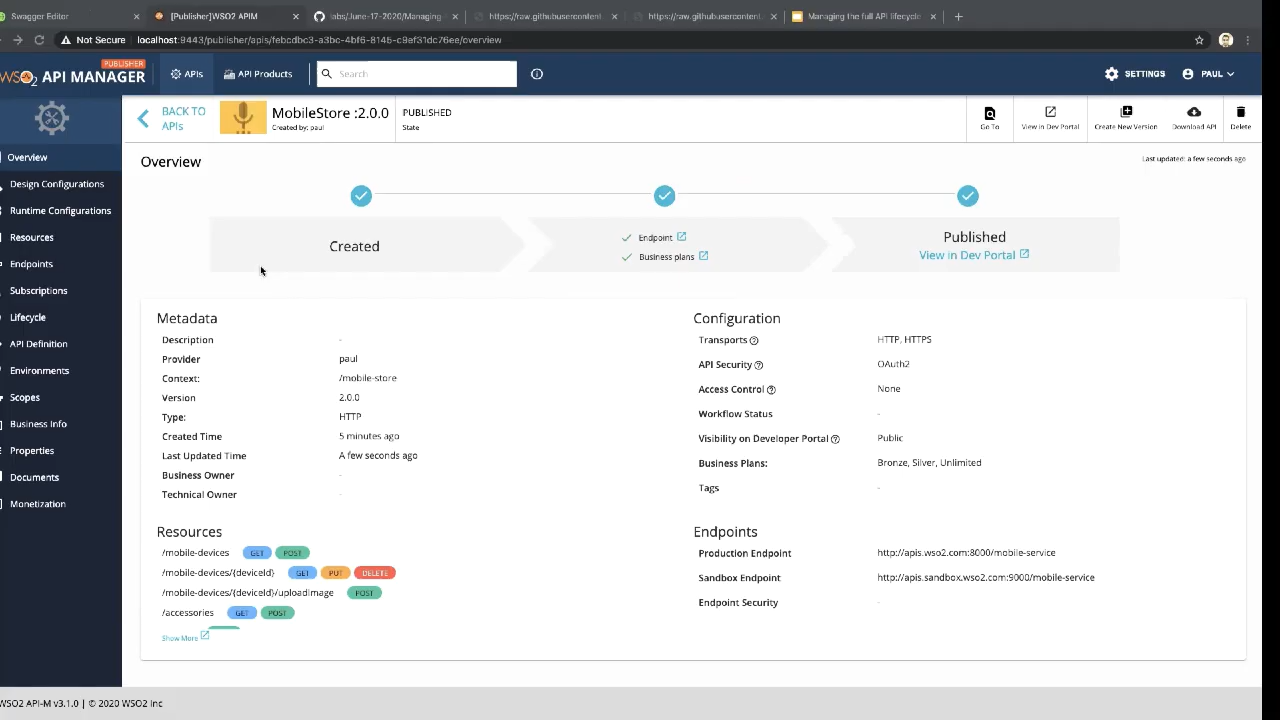 Swagger Editor
[Publisher]WSO2 APIM
labs/June-17-2020/Managing
https://raw.githubusercontent
https://raw.githubusercontent
Managing the full API lifecycle
Not Secure
localhost:9443/publisher/apis/febcdbc3-a3bc-4bf6-8145-c9ef31dc76ee/overview
PUBLISHER
WSO2 API MANAGER
APIs
API Products
Search
SETTINGS
PAUL
BACK TO
APIs
MobileStore :2.0.0
Created by: paul
PUBLISHED
State
Go To
View in Dev Portal
Create New Version
Download API
Delete
Overview
Design Configurations
Runtime Configurations
Resources
Endpoints
Subscriptions
Lifecycle
API Definition
Environments
Scopes
Business Info
Properties
Documents
Monetization
Overview
Last updated: a few seconds ago
Created
Endpoint
Business plans
Published
View in Dev Portal
Metadata
Description -
Provider paul
Context: /mobile-store
Version 2.0.0
Type: HTTP
Created Time 5 minutes ago
Last Updated Time A few seconds ago
Business Owner -
Technical Owner -
Configuration
Transports HTTP, HTTPS
API Security OAuth2
Access Control None
Workflow Status -
Visibility on Developer Portal Public
Business Plans: Bronze, Silver, Unlimited
Tags -
Resources
/mobile-devices GET POST
/mobile-devices/{deviceId} GET PUT DELETE
/mobile-devices/{deviceId}/uploadImage POST
/accessories GET POST
Show More
Endpoints
Production Endpoint http://apis.wso2.com:8000/mobile-service
Sandbox Endpoint http://apis.sandbox.wso2.com:9000/mobile-service
Endpoint Security -
WSO2 API-M v3.1.0 | © 2020 WSO2 Inc